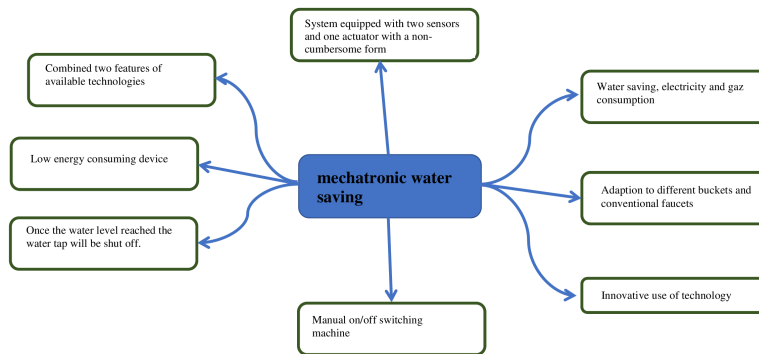 System equipped with two sensors
and one actuator with a non-
cumbersome form
Combined two features of
available technologies
Water saving, electricity and gaz
consumption
Low energy consuming device
mechatronic water
saving
Adaption to different buckets and
conventional faucets
Once the water level reached the
water tap will be shut off.
Innovative use of technology
Manual on/off switching
machine